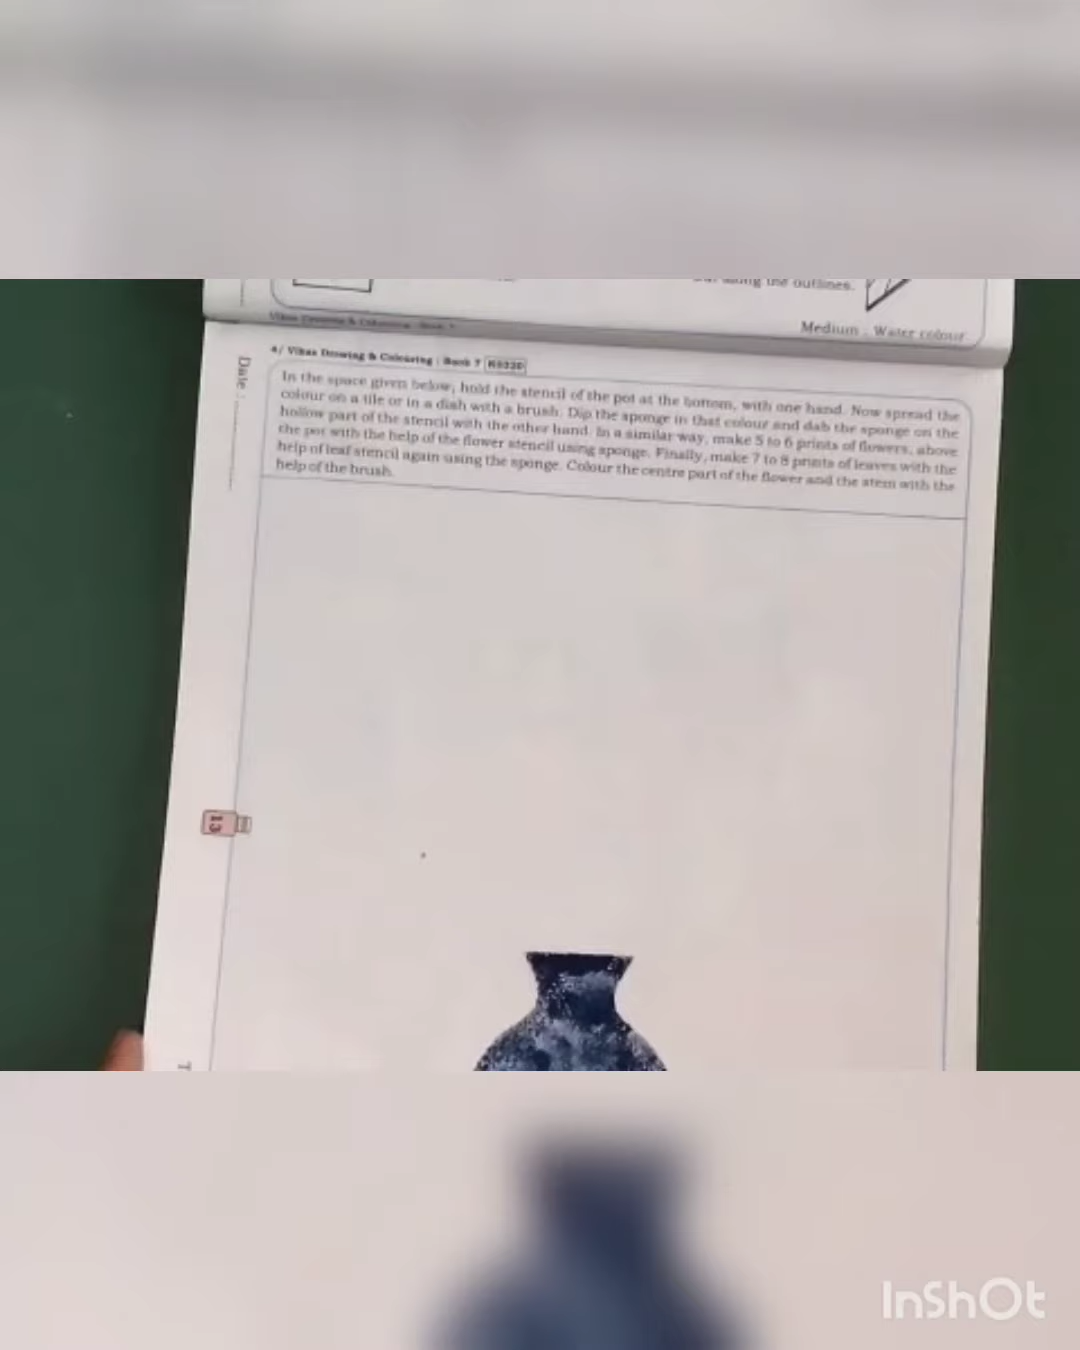 the outlines.
Medium - Water colour
Vikas Drawing & Colouring : Book 7
4/ Vikas Drawing & Colouring : Book 7
Date :
In the space given below, hold the stencil of the pot at the bottom, with one hand. Now spread the
colour on a tile or in a dish with a brush. Dip the sponge in that colour and dab the sponge on the
hollow part of the stencil with the other hand. In a similar way, make 5 to 6 prints of flowers, above
the pot with the help of the flower stencil using sponge. Finally, make 7 to 8 prints of leaves with the
help of leaf stencil again using the sponge. Colour the centre part of the flower and the stem with the
help of the brush.
13
T
InShOt